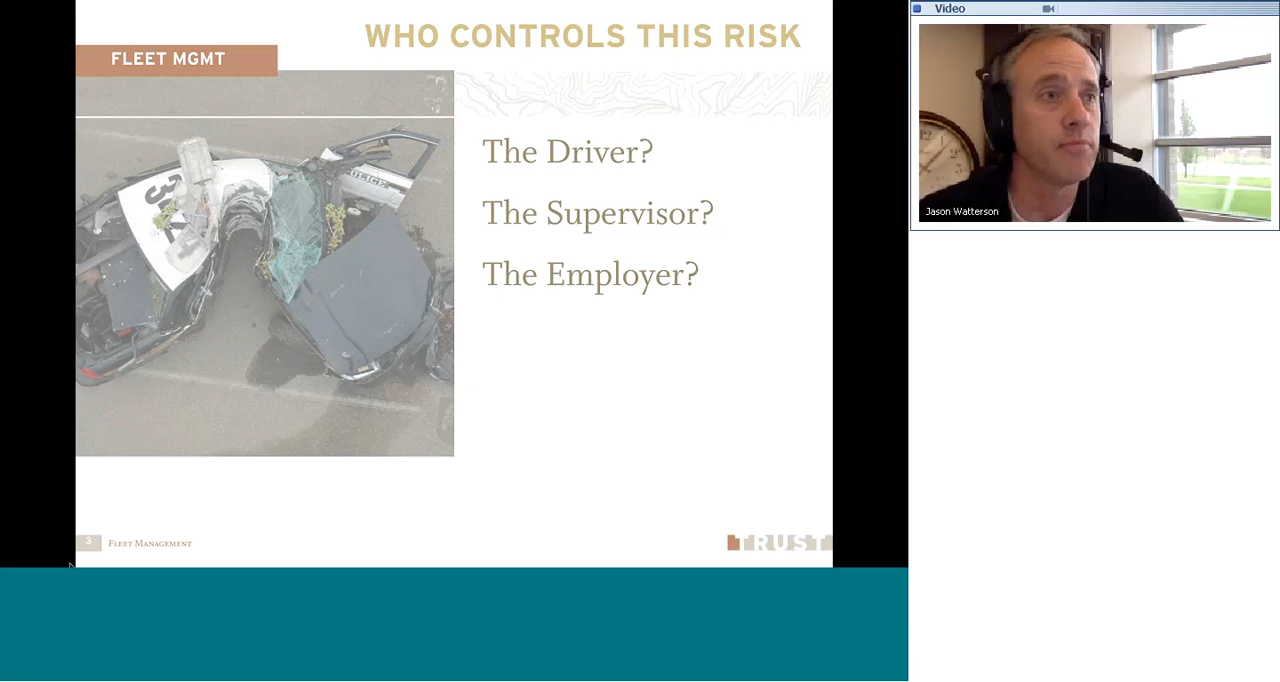 WHO CONTROLS THIS RISK
FLEET MGMT
The Driver?
The Supervisor?
The Employer?
3
FLEET MANAGEMENT
TRUST
Video
Jason Watterson